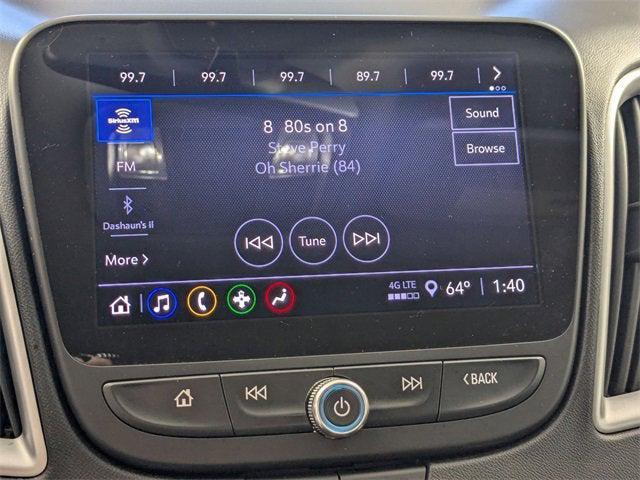 99.7 99.7 99.7 89.7 99.7
SiriusXM
8 80s on 8
Sound
Steve Perry
Browse
FM
Oh Sherrie (84)
Dashaun's iI
Tune
More
4G LTE 64° 1:40
BACK